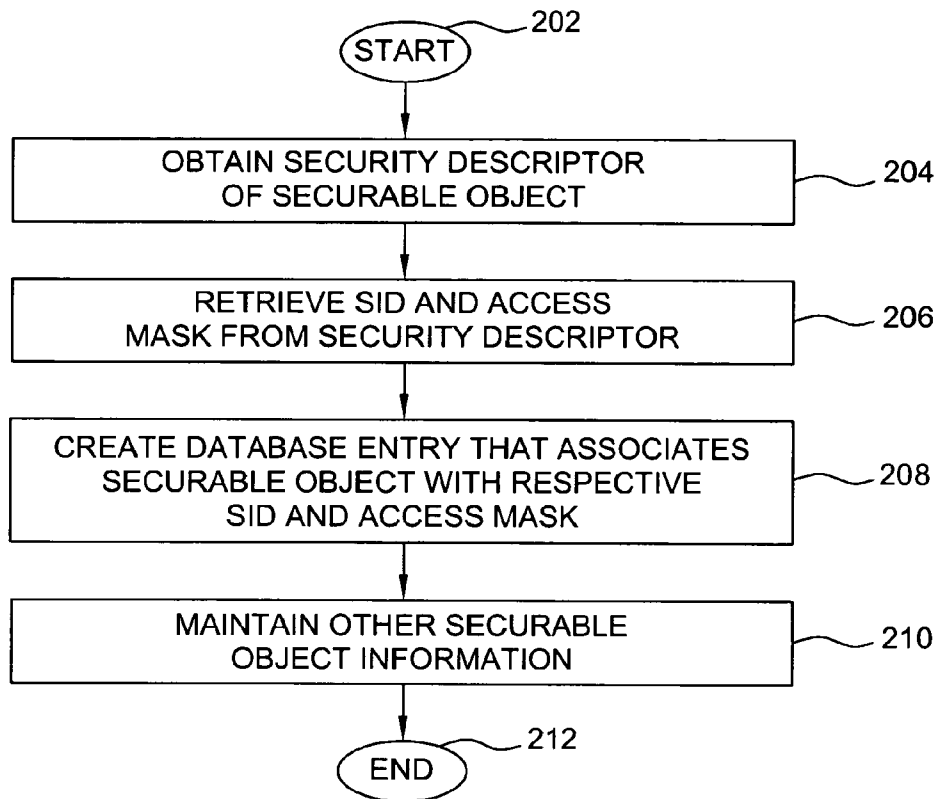 202
START
OBTAIN SECURITY DESCRIPTOR
OF SECURABLE OBJECT
204
RETRIEVE SID AND ACCESS
MASK FROM SECURITY DESCRIPTOR
206
CREATE DATABASE ENTRY THAT ASSOCIATES
SECURABLE OBJECT WITH RESPECTIVE
SID AND ACCESS MASK
208
MAINTAIN OTHER SECURABLE
OBJECT INFORMATION
210
212
END